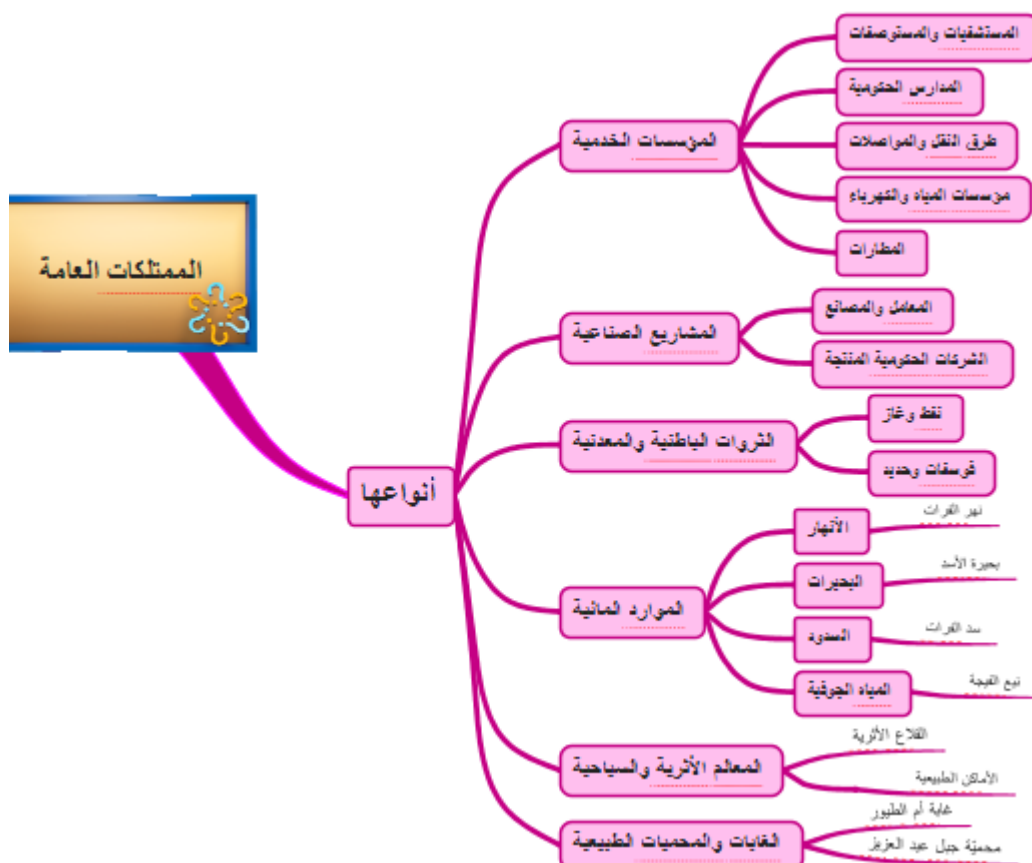 الممتلكات العامة
أنواعها
المؤسسات الخدمية
المستشفيات والمستوصفات
المدارس الحكومية
طرق النقل والمواصلات
مؤسسات المياه والكهرباء
المطارات
المشاريع الصناعية
المعامل والمصانع
الشركات الحكومية المنتجة
الثروات الباطنية والمعدنية
نفط وغاز
فوسفات وحديد
الموارد المائية
الأنهار
نهر الفرات
البحيرات
بحيرة الأسد
السدود
سد الفرات
المياه الجوفية
نبع الفيجة
المعالم الأثرية والسياحية
القلاع الأثرية
الأماكن الطبيعية
الغابات والمحميات الطبيعية
غابة أم الطيور
محميّة جبل عبد العزيز